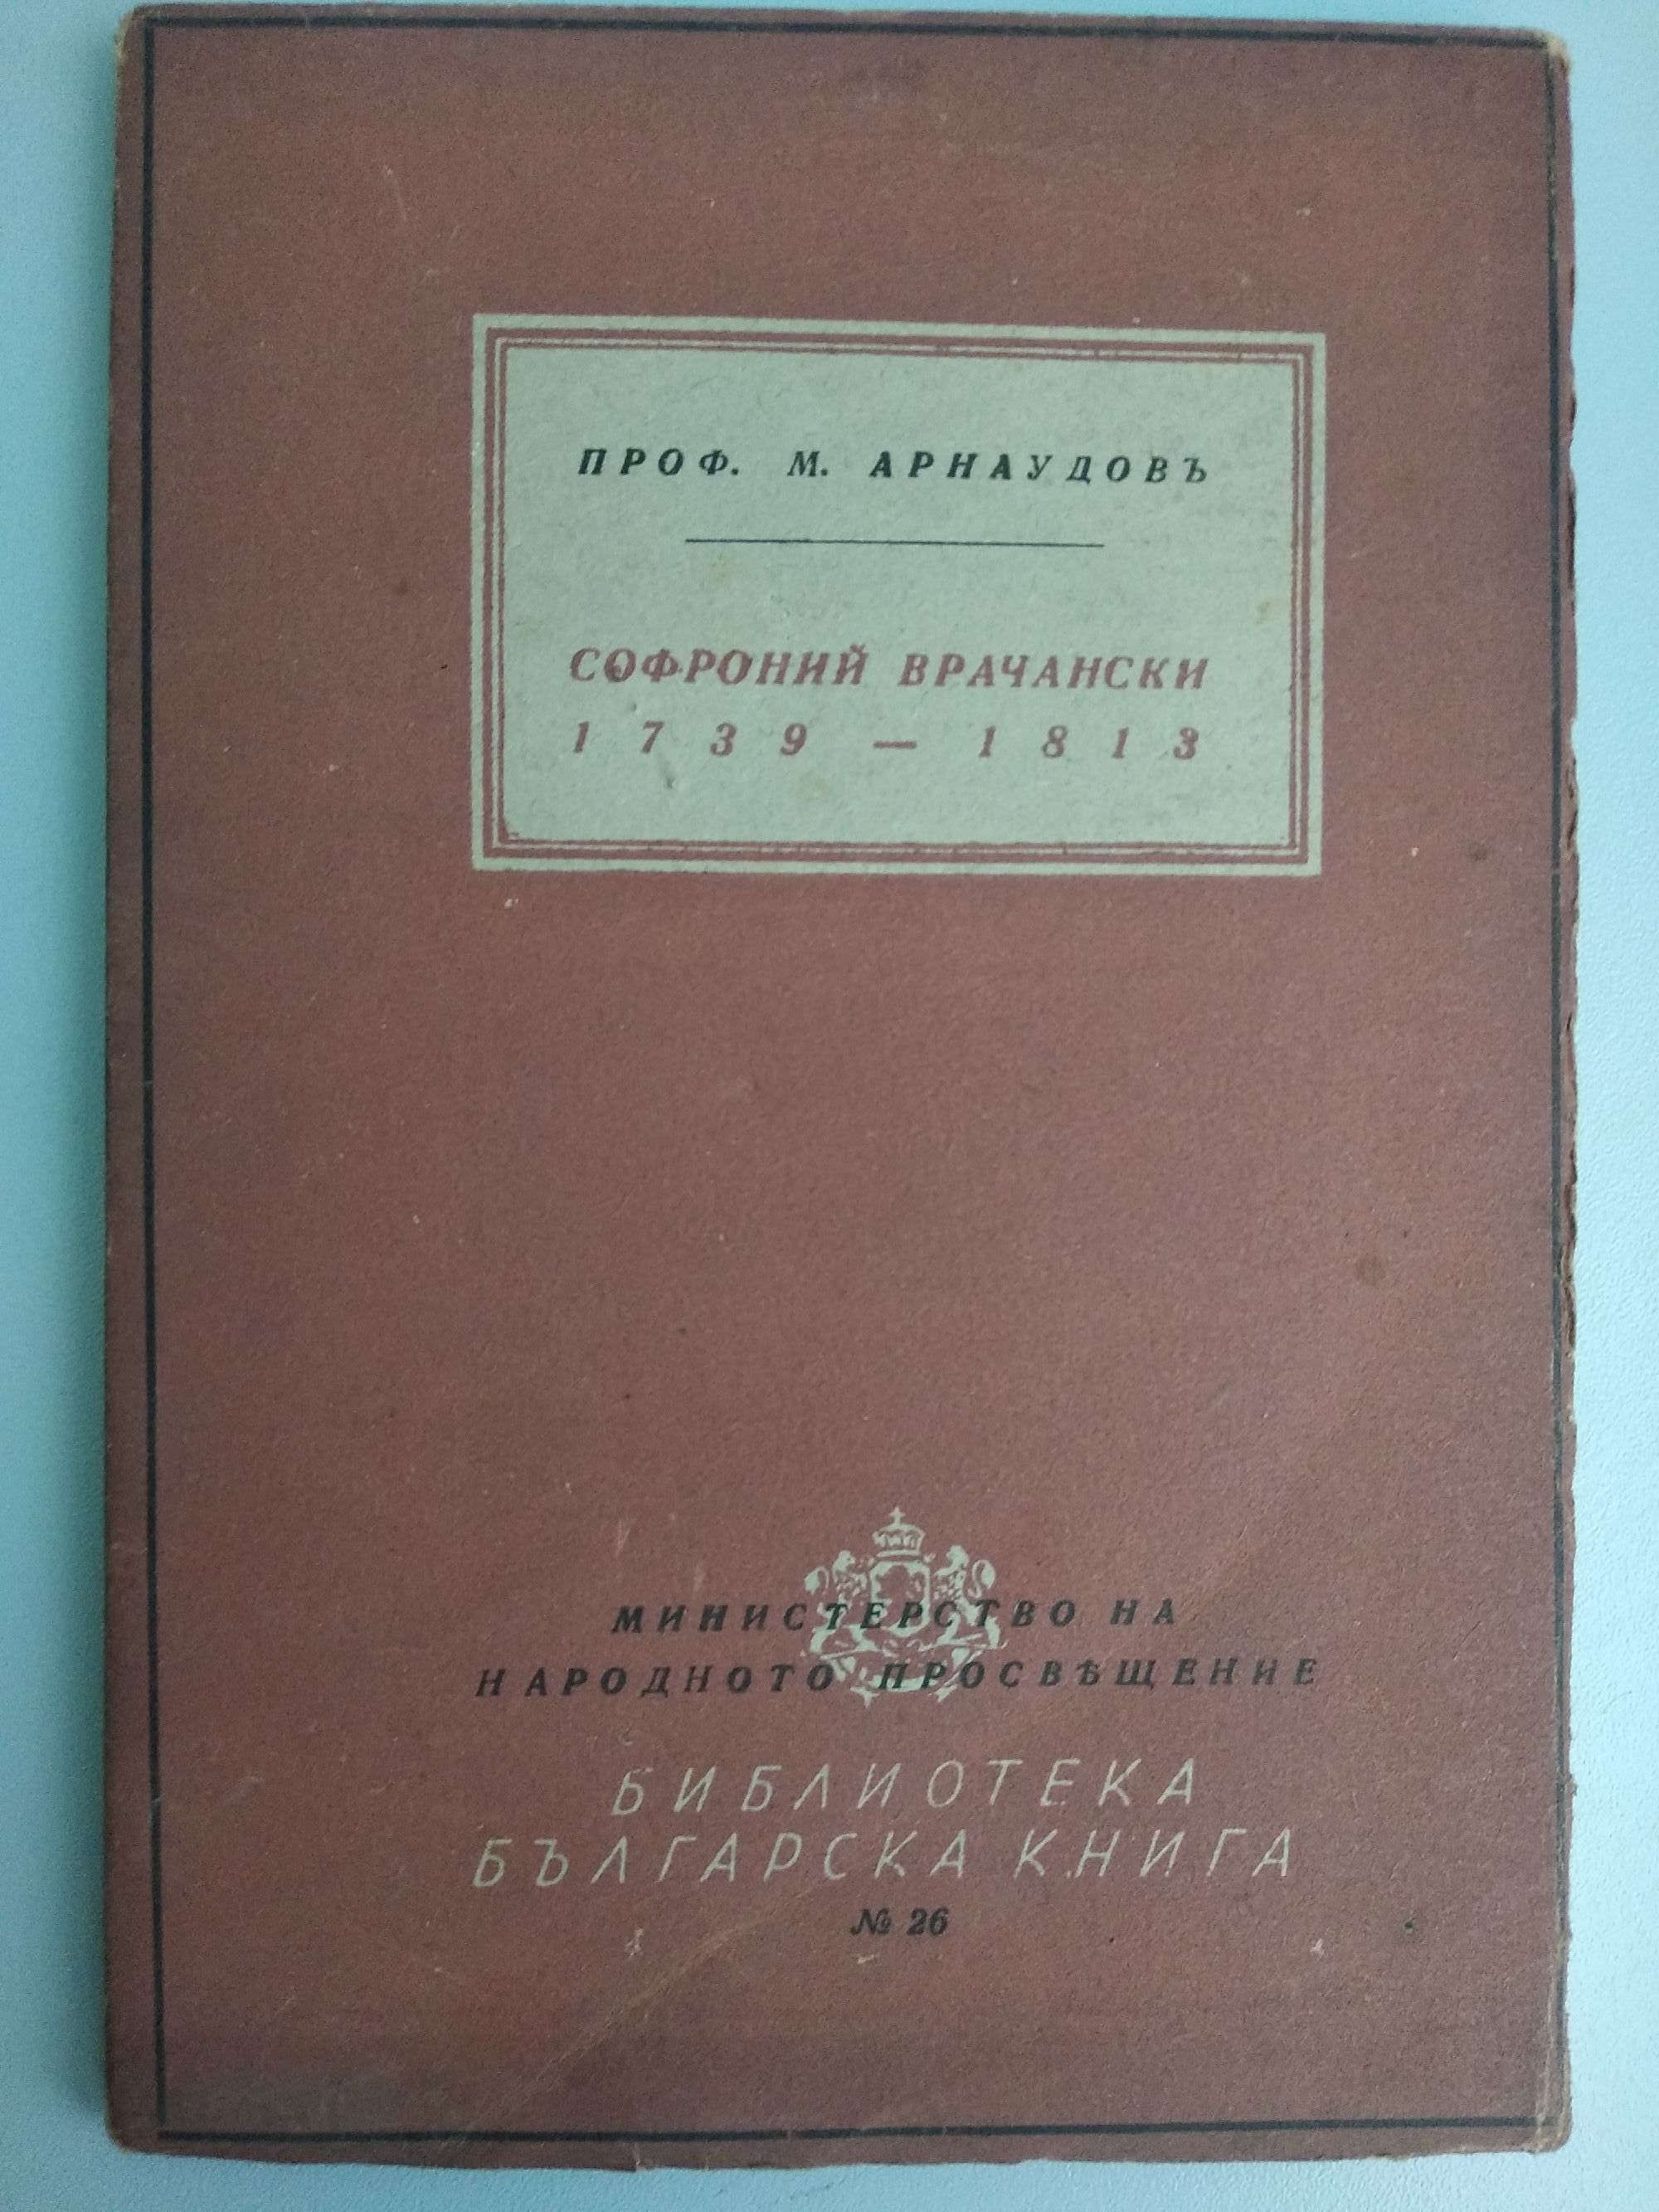 ПРОФ. М. АРНАУДОВЪ
СОФРОНИЙ ВРАЧАНСКИ
1739 — 1813
МИНИСТЕРСТВО НА
НАРОДНОТО ПРОСВѢЩЕНИЕ
БИБЛИОТЕКА
БЪЛГАРСКА КНИГА
№ 26